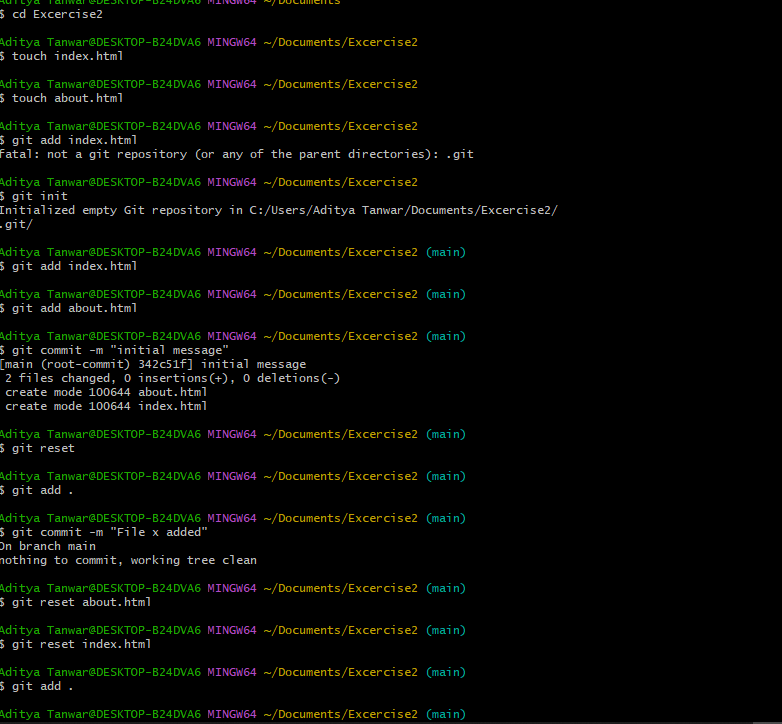 Aditya Tanwar@DESKTOP-B24DVA6 MINGW64 ~/Documents
$ cd Excercise2
Aditya Tanwar@DESKTOP-B24DVA6 MINGW64 ~/Documents/Excercise2
$ touch index.html
Aditya Tanwar@DESKTOP-B24DVA6 MINGW64 ~/Documents/Excercise2
$ touch about.html
Aditya Tanwar@DESKTOP-B24DVA6 MINGW64 ~/Documents/Excercise2
$ git add index.html
fatal: not a git repository (or any of the parent directories): .git
Aditya Tanwar@DESKTOP-B24DVA6 MINGW64 ~/Documents/Excercise2
$ git init
Initialized empty Git repository in C:/Users/Aditya Tanwar/Documents/Excercise2/
.git/
Aditya Tanwar@DESKTOP-B24DVA6 MINGW64 ~/Documents/Excercise2 (main)
$ git add index.html
Aditya Tanwar@DESKTOP-B24DVA6 MINGW64 ~/Documents/Excercise2 (main)
$ git add about.html
Aditya Tanwar@DESKTOP-B24DVA6 MINGW64 ~/Documents/Excercise2 (main)
$ git commit -m "initial message"
[main (root-commit) 342c51f] initial message
2 files changed, 0 insertions(+), 0 deletions(-)
create mode 100644 about.html
create mode 100644 index.html
Aditya Tanwar@DESKTOP-B24DVA6 MINGW64 ~/Documents/Excercise2 (main)
$ git reset
Aditya Tanwar@DESKTOP-B24DVA6 MINGW64 ~/Documents/Excercise2 (main)
$ git add .
Aditya Tanwar@DESKTOP-B24DVA6 MINGW64 ~/Documents/Excercise2 (main)
$ git commit -m "File x added"
On branch main
nothing to commit, working tree clean
Aditya Tanwar@DESKTOP-B24DVA6 MINGW64 ~/Documents/Excercise2 (main)
$ git reset about.html
Aditya Tanwar@DESKTOP-B24DVA6 MINGW64 ~/Documents/Excercise2 (main)
$ git reset index.html
Aditya Tanwar@DESKTOP-B24DVA6 MINGW64 ~/Documents/Excercise2 (main)
$ git add .
Aditya Tanwar@DESKTOP-B24DVA6 MINGW64 ~/Documents/Excercise2 (main)